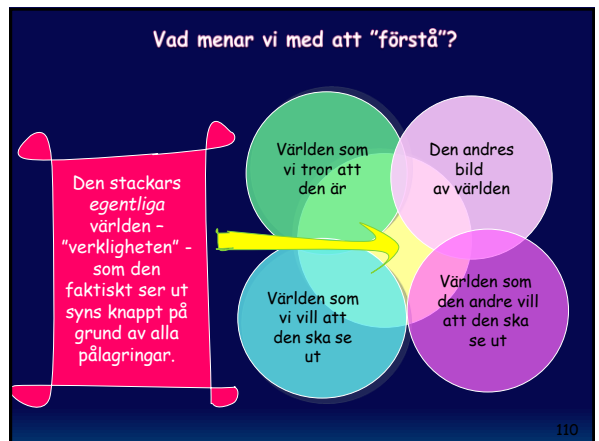 Vad menar vi med att ”förstå”?
Den stackars
egentliga
världen –
”verkligheten” -
som den
faktiskt ser ut
syns knappt på
grund av alla
pålagringar.
Världen som
vi tror att
den är
Den andres
bild
av världen
Världen som
vi vill att
den ska se
ut
Världen som
den andre vill
att den ska
se ut
110